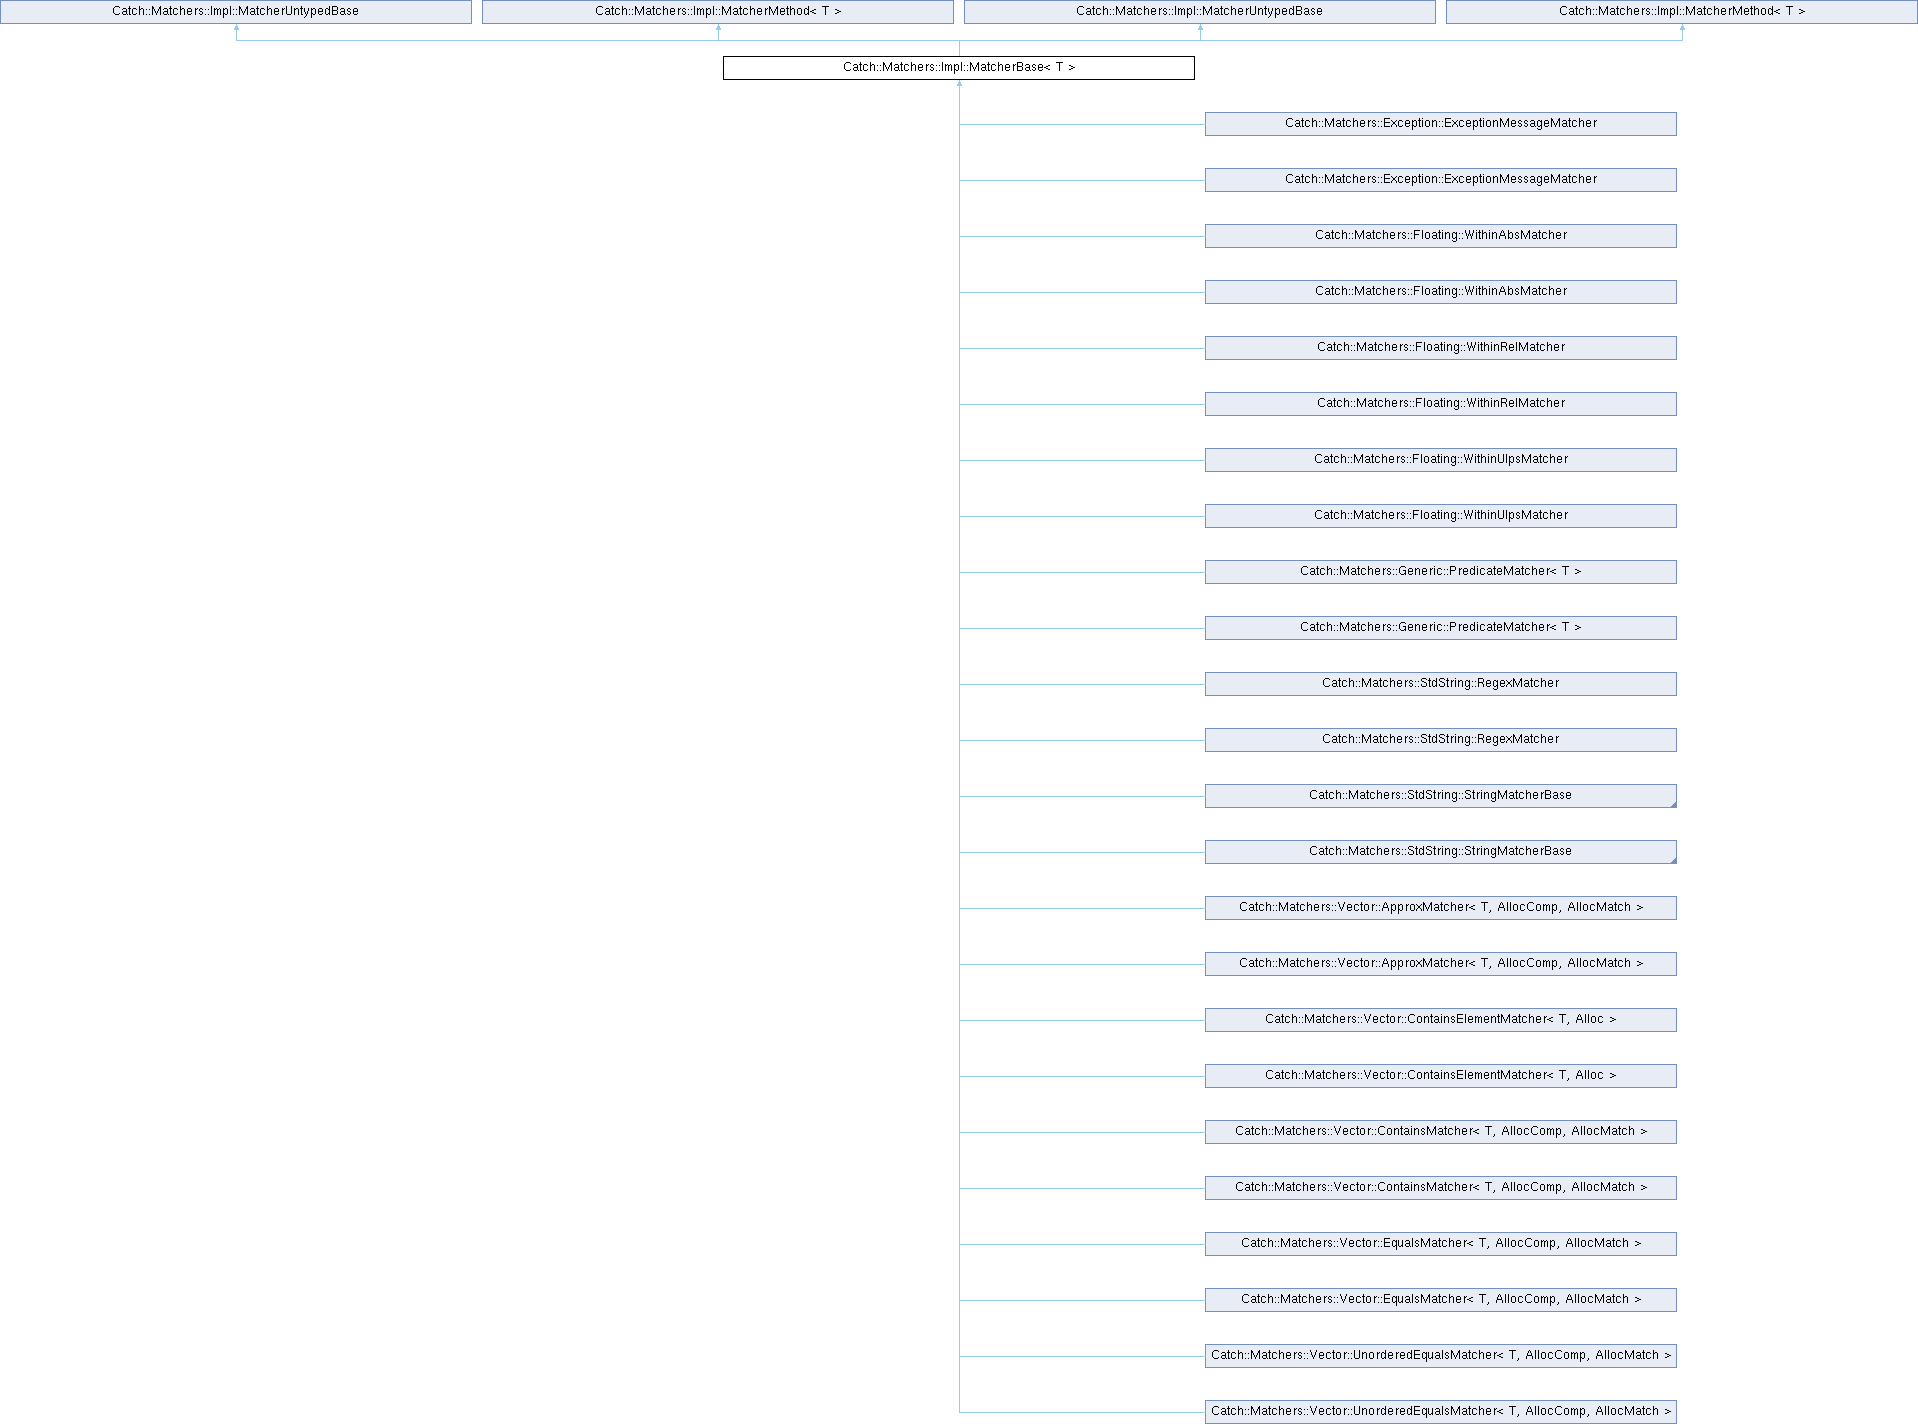 Catch::Matchers::Impl::MatcherUntypedBase
Catch::Matchers::Impl::MatcherMethod< T >
Catch::Matchers::Impl::MatcherUntypedBase
Catch::Matchers::Impl::MatcherMethod< T >
Catch::Matchers::Impl::MatcherBase< T >
Catch::Matchers::Exception::ExceptionMessageMatcher
Catch::Matchers::Exception::ExceptionMessageMatcher
Catch::Matchers::Floating::WithinAbsMatcher
Catch::Matchers::Floating::WithinAbsMatcher
Catch::Matchers::Floating::WithinRelMatcher
Catch::Matchers::Floating::WithinRelMatcher
Catch::Matchers::Floating::WithinUlpsMatcher
Catch::Matchers::Floating::WithinUlpsMatcher
Catch::Matchers::Generic::PredicateMatcher< T >
Catch::Matchers::Generic::PredicateMatcher< T >
Catch::Matchers::StdString::RegexMatcher
Catch::Matchers::StdString::RegexMatcher
Catch::Matchers::StdString::StringMatcherBase
Catch::Matchers::StdString::StringMatcherBase
Catch::Matchers::Vector::ApproxMatcher< T, AllocComp, AllocMatch >
Catch::Matchers::Vector::ApproxMatcher< T, AllocComp, AllocMatch >
Catch::Matchers::Vector::ContainsElementMatcher< T, Alloc >
Catch::Matchers::Vector::ContainsElementMatcher< T, Alloc >
Catch::Matchers::Vector::ContainsMatcher< T, AllocComp, AllocMatch >
Catch::Matchers::Vector::ContainsMatcher< T, AllocComp, AllocMatch >
Catch::Matchers::Vector::EqualsMatcher< T, AllocComp, AllocMatch >
Catch::Matchers::Vector::EqualsMatcher< T, AllocComp, AllocMatch >
Catch::Matchers::Vector::UnorderedEqualsMatcher< T, AllocComp, AllocMatch >
Catch::Matchers::Vector::UnorderedEqualsMatcher< T, AllocComp, AllocMatch >